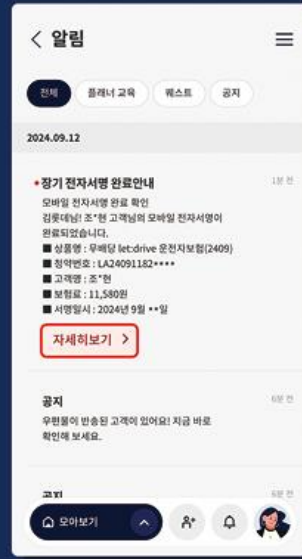 알림
전체 플래너 교육 퀘스트 공지
2024.09.12
장기 전자서명 완료안내 1분 전
모바일 전자서명 완료 확인
김롯데님! 조*현 고객님의 모바일 전자서명이
완료되었습니다.
■ 상품명 : 무배당 let:drive 운전자보험(2409)
■ 청약번호 : LA24091182****
■ 고객명 : 조*현
■ 보험료 : 11,580원
■ 서명일시 : 2024년 9월 **일
자세히보기 >
공지 6분 전
우편물이 반송된 고객이 있어요! 지금 바로
확인해 보세요.
공지 6분 전
모아보기